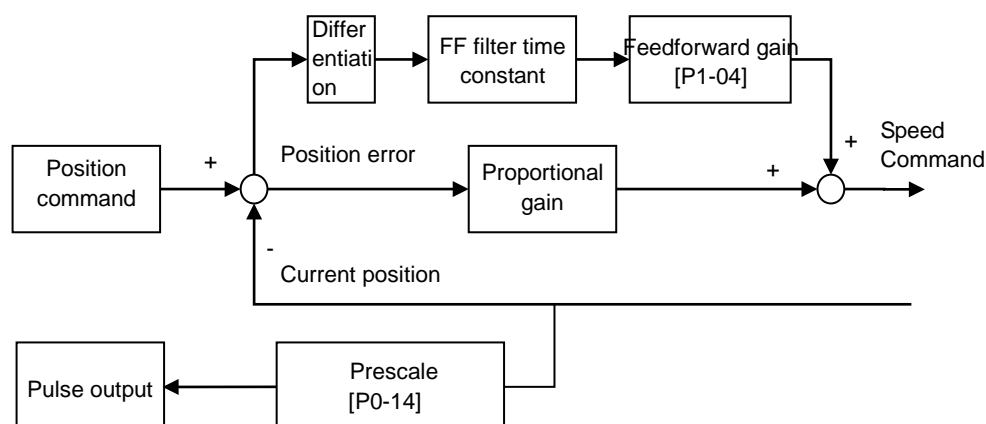 Differ
entiati
on
FF filter time
constant
Feedforward gain
[P1-04]
Position
command
+
Position error
Proportional
gain
+
+
Speed
Command
-
Current position
Pulse output
Prescale
[P0-14]